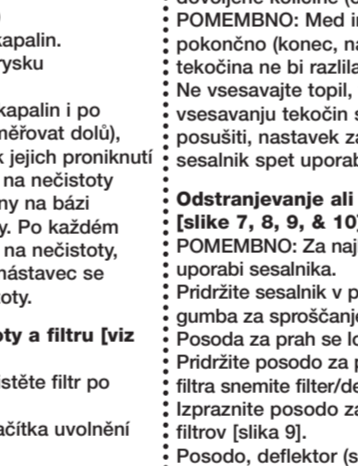 kapalin.
rysku
kapalin i po
měřovat dolů),
k jejich proniknutí
na nečistoty
ny na bázi
y. Po každém
na nečistoty,
nástavec se
oty.
oty a filtru [viz
istěte filtr po
ačítka uvolnění
dovoljene količine
POMEMBNO: Med
pokončno (konec,
tekočina ne bi razlila
Ne vsesavajte topil,
vsesavanju tekočin s
posušiti, nastavek za
sesalnik spet uporab
Odstranjevanje ali
[slike 7, 8, 9, & 10]
POMEMBNO: Za naj
uporabi sesalnika.
Pridržite sesalnik v p
gumba za sproščanje
Posoda za prah se lo
Pridržite posodo za p
filtra snemite filter/de
Izpraznite posodo za
filtrov [slika 9].
Posodo, deflektor (s